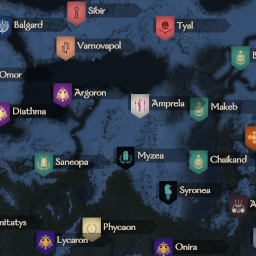 Sibir
Balgard
Tyal
Varnovapol
Omor
Argoron
Amprela
Makeb
Diathma
Saneopa
Myzea
Chaikand
Syronea
Phycaon
Lycaron
Onira